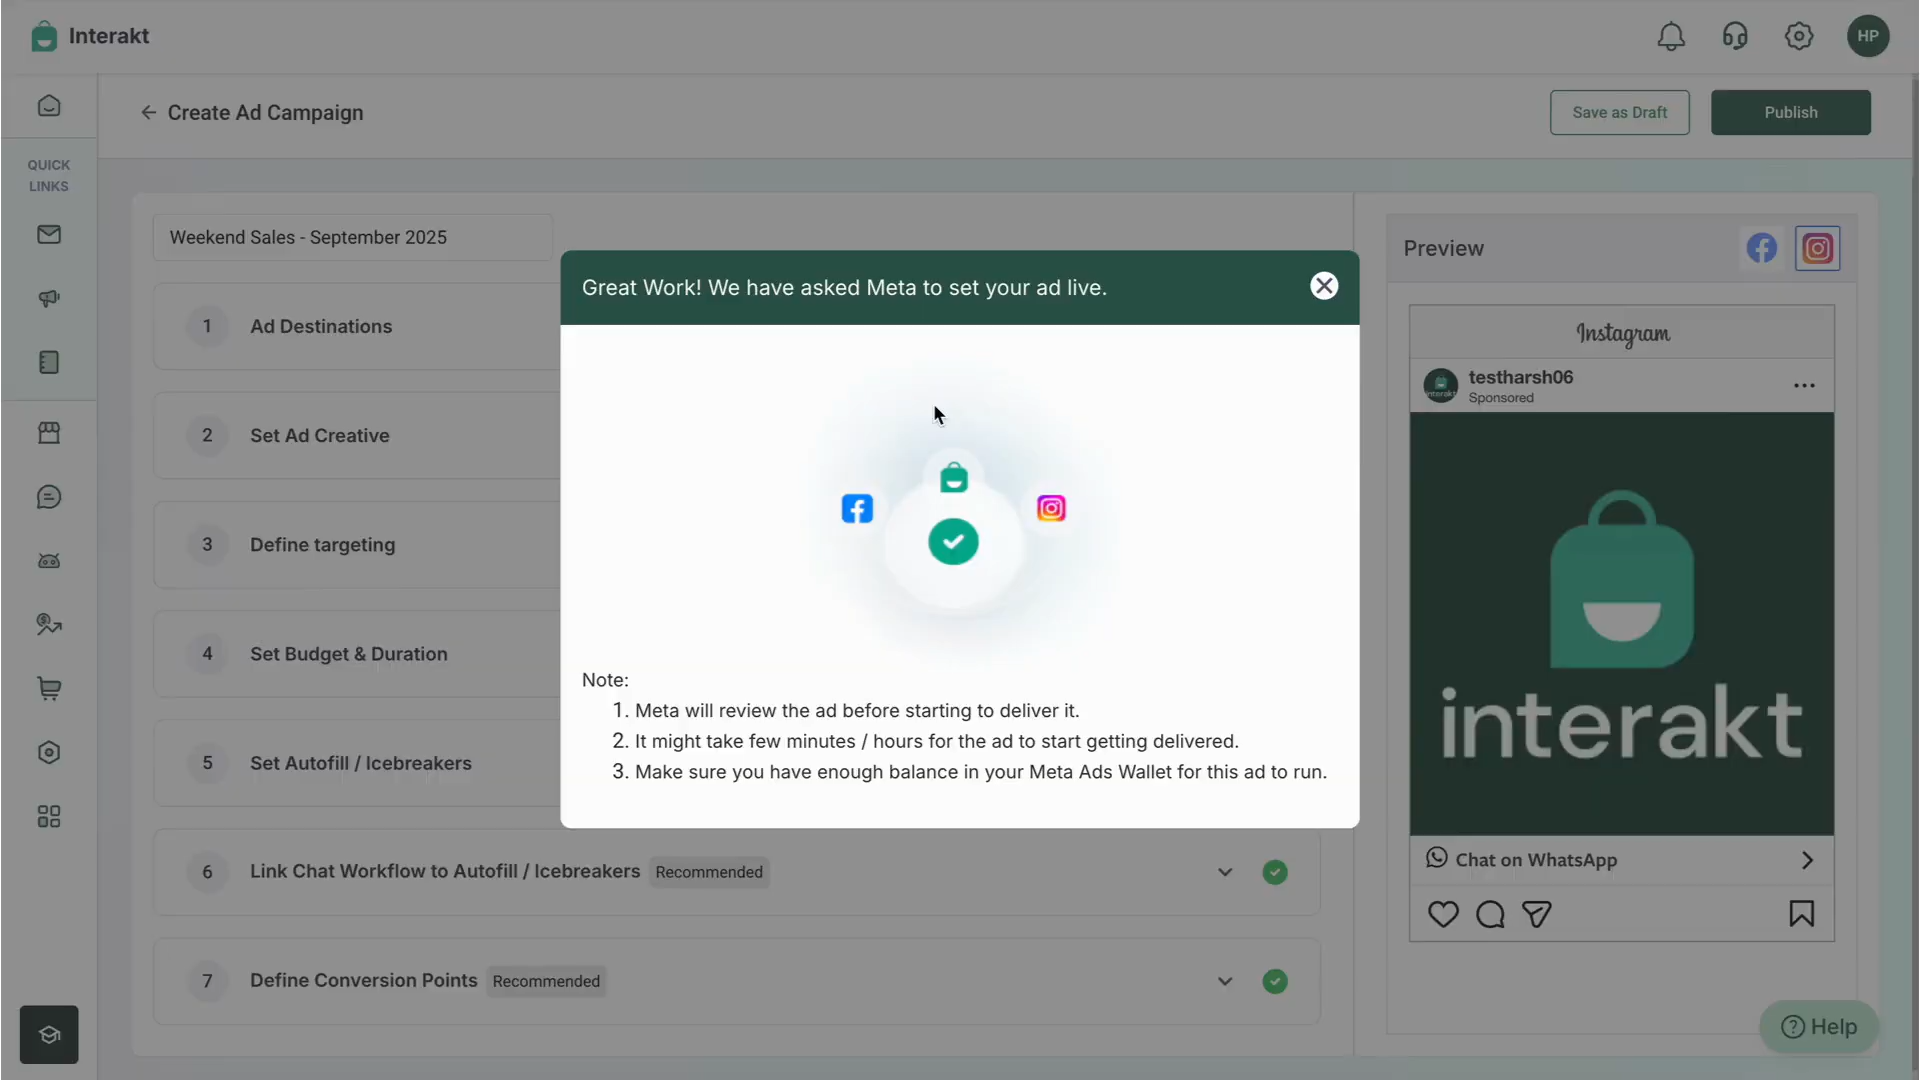 Interakt
HP
Create Ad Campaign
Save as Draft
Publish
QUICK
LINKS
Weekend Sales - September 2025
1 Ad Destinations
2 Set Ad Creative
3 Define targeting
4 Set Budget & Duration
5 Set Autofill / Icebreakers
6 Link Chat Workflow to Autofill / Icebreakers Recommended
7 Define Conversion Points Recommended
Great Work! We have asked Meta to set your ad live.
Note:
1. Meta will review the ad before starting to deliver it.
2. It might take few minutes / hours for the ad to start getting delivered.
3. Make sure you have enough balance in your Meta Ads Wallet for this ad to run.
Preview
Instagram
interakt
testharsh06
Sponsored
interakt
Chat on WhatsApp
Help